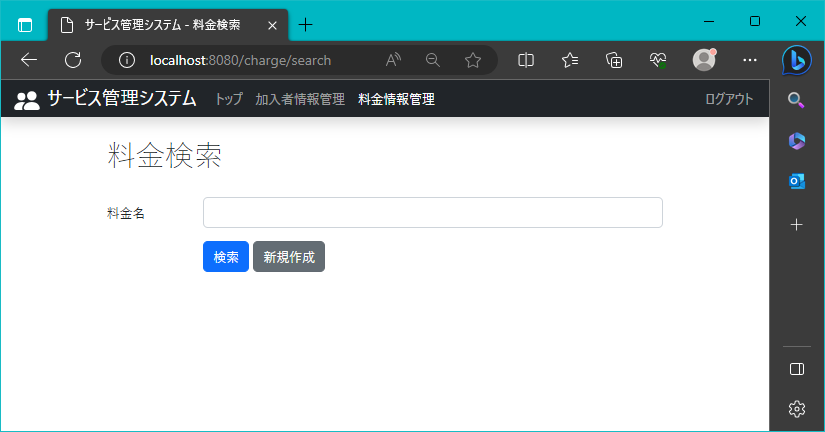 サービス管理システム - 料金検索
localhost:8080/charge/search
サービス管理システム トップ 加入者情報管理 料金情報管理 ログアウト
料金検索
料金名
検索 新規作成